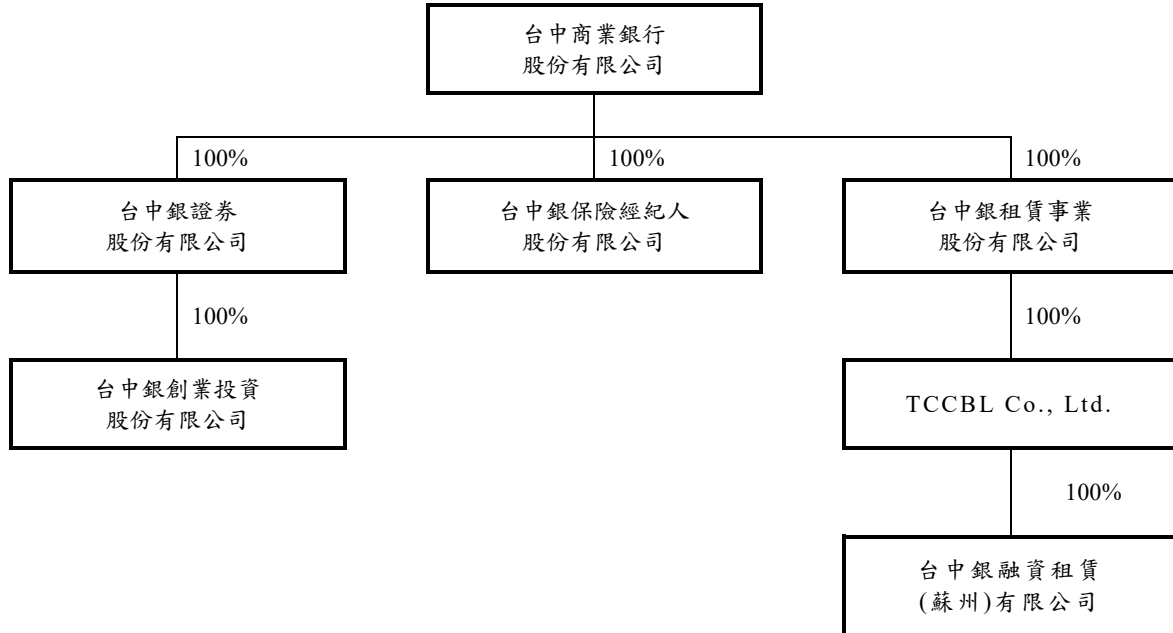 台中商業銀行
股份有限公司
100%
100%
100%
台中銀證券
股份有限公司
台中銀保險經紀人
股份有限公司
台中銀租賃事業
股份有限公司
100%
100%
台中銀創業投資
股份有限公司
TCCBL Co., Ltd.
100%
台中銀融資租賃
(蘇州)有限公司